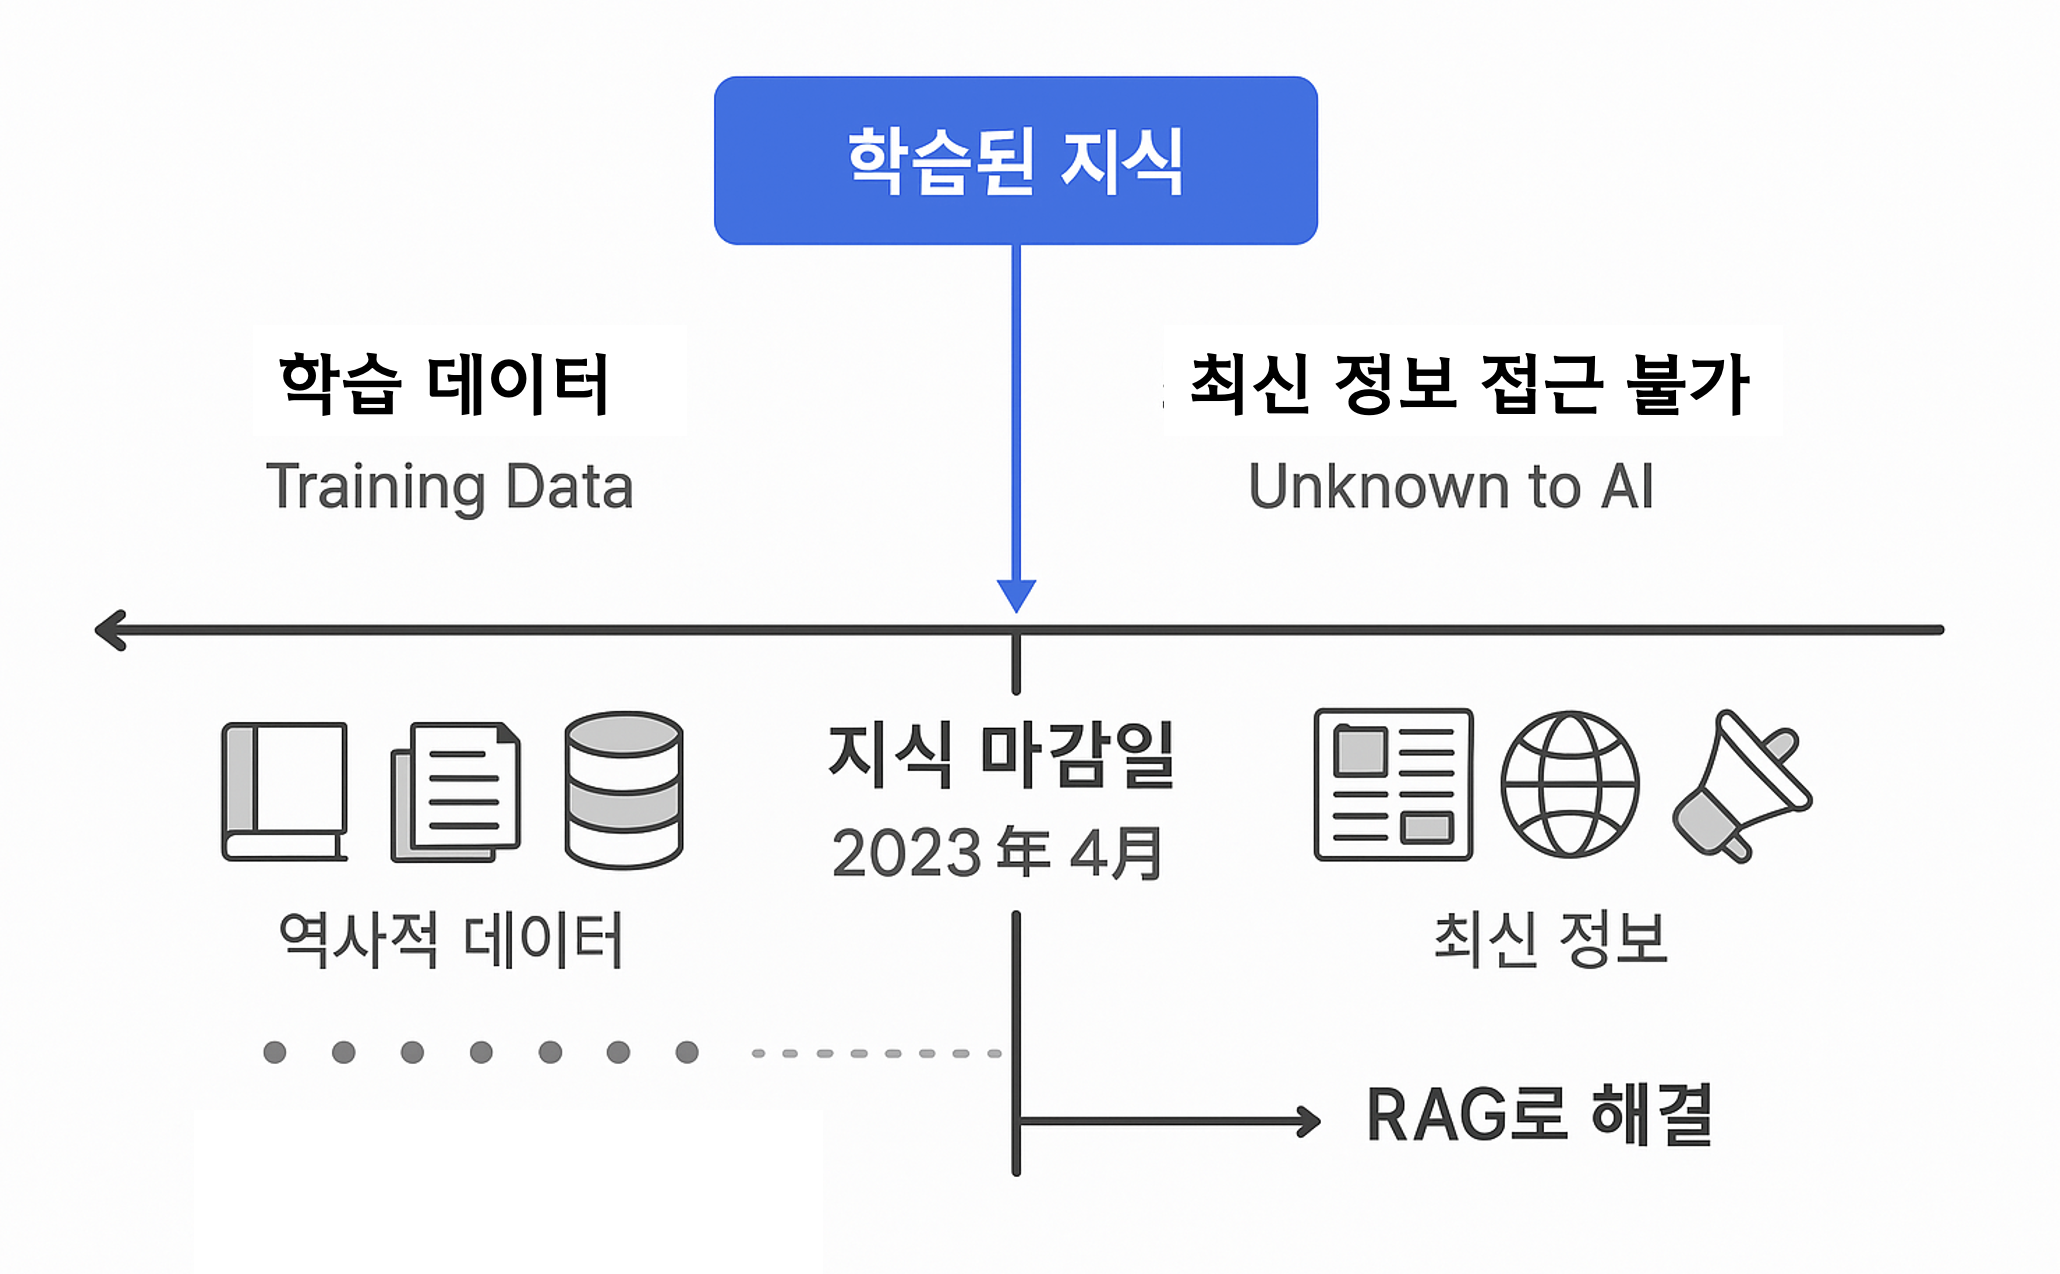 학습된 지식
학습 데이터
Training Data
최신 정보 접근 불가
Unknown to AI
지식 마감일
2023年 4月
역사적 데이터
최신 정보
RAG로 해결